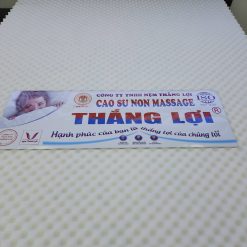 CÔNG TY TNHH NỆM THẮNG LỢI
CAO SU NON MASSAGE
THẮNG LỢI ®
Hạnh phúc của bạn là thắng lợi của chúng tôi